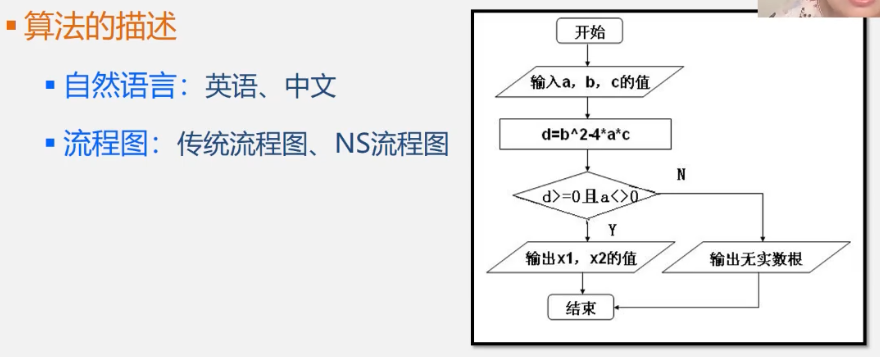 算法的描述
自然语言：英语、中文
流程图：传统流程图、NS流程图
开始
输入a，b，c的值
d=b^2-4*a*c
d>=0且a<>0
N
Y
输出x1，x2的值
输出无实数根
结束